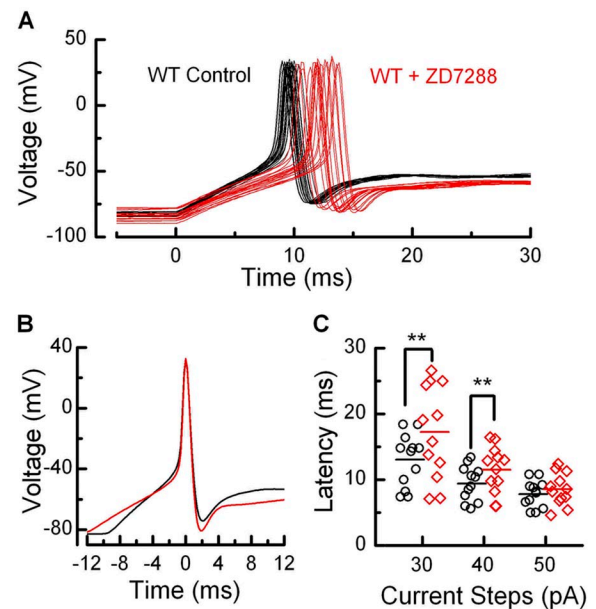 A
50
WT Control
WT + ZD7288
0
-50
-100
Voltage (mV)
0 10 20 30
Time (ms)
B
40
0
-40
-80
Voltage (mV)
-12 -8 -4 0 4 8 12
Time (ms)
C
30
20
10
0
Latency (ms)
**
**
30 40 50
Current Steps (pA)